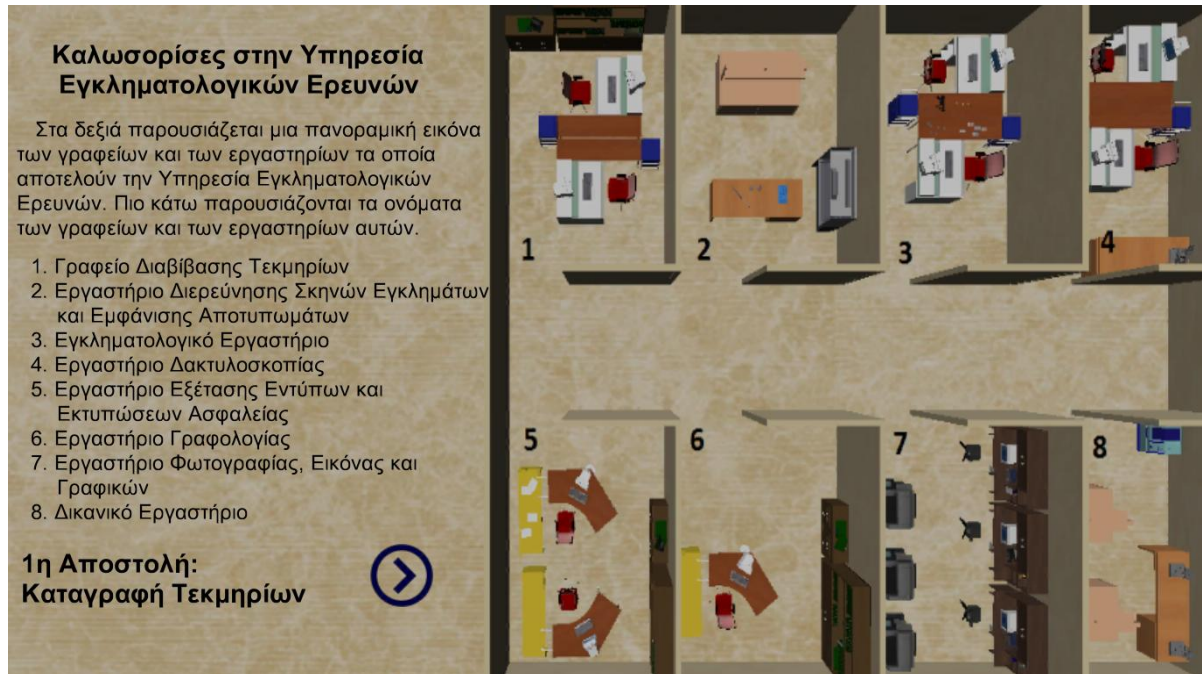 Καλωσορίσες στην Υπηρεσία
Εγκληματολογικών Ερευνών
Στα δεξιά παρουσιάζεται μια πανοραμική εικόνα
των γραφείων και των εργαστηρίων τα οποία
αποτελούν την Υπηρεσία Εγκληματολογικών
Ερευνών. Πιο κάτω παρουσιάζονται τα ονόματα
των γραφείων και των εργαστηρίων αυτών.
1. Γραφείο Διαβίβασης Τεκμηρίων
2. Εργαστήριο Διερεύνησης Σκηνών Εγκλημάτων
και Εμφάνισης Αποτυπωμάτων
3. Εγκληματολογικό Εργαστήριο
4. Εργαστήριο Δακτυλοσκοπίας
5. Εργαστήριο Εξέτασης Εντύπων και
Εκτυπώσεων Ασφαλείας
6. Εργαστήριο Γραφολογίας
7. Εργαστήριο Φωτογραφίας, Εικόνας και
Γραφικών
8. Δικανικό Εργαστήριο
1η Αποστολή:
Καταγραφή Τεκμηρίων
1
2
3
4
5
6
7
8